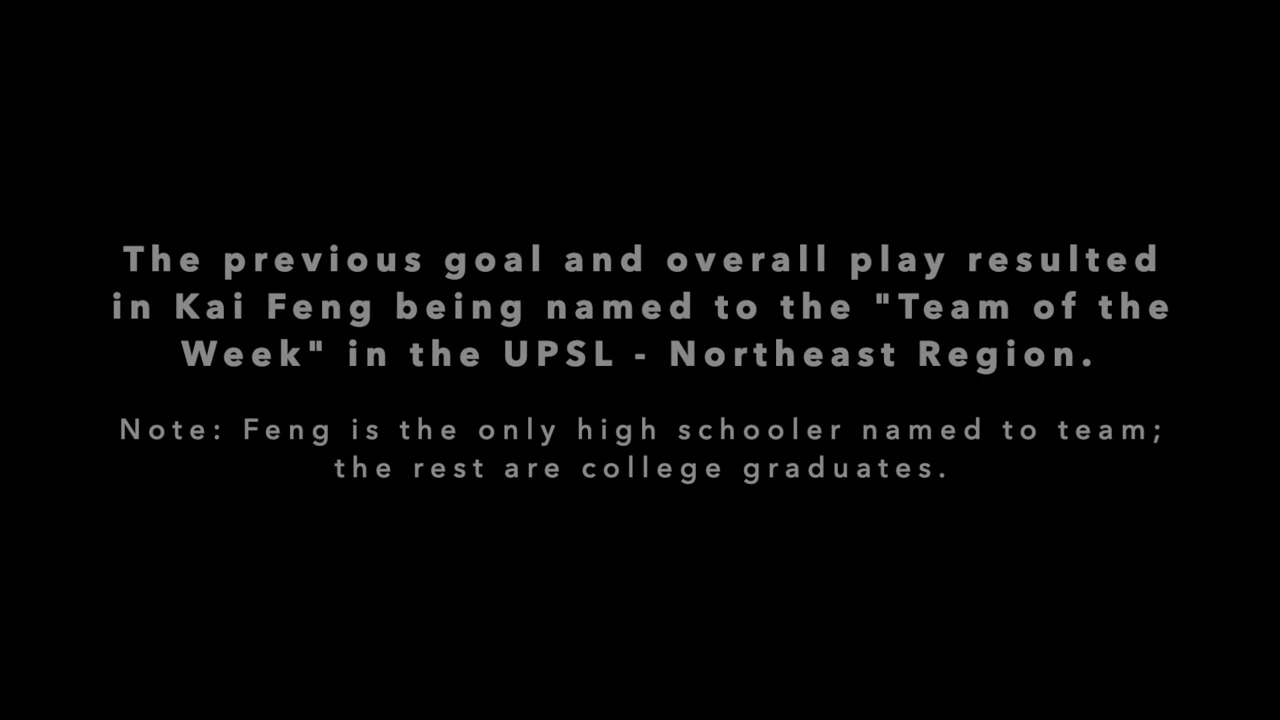 The previous goal and overall play resulted
in Kai Feng being named to the "Team of the
Week" in the UPSL - Northeast Region.
Note: Feng is the only high schooler named to team;
the rest are college graduates.